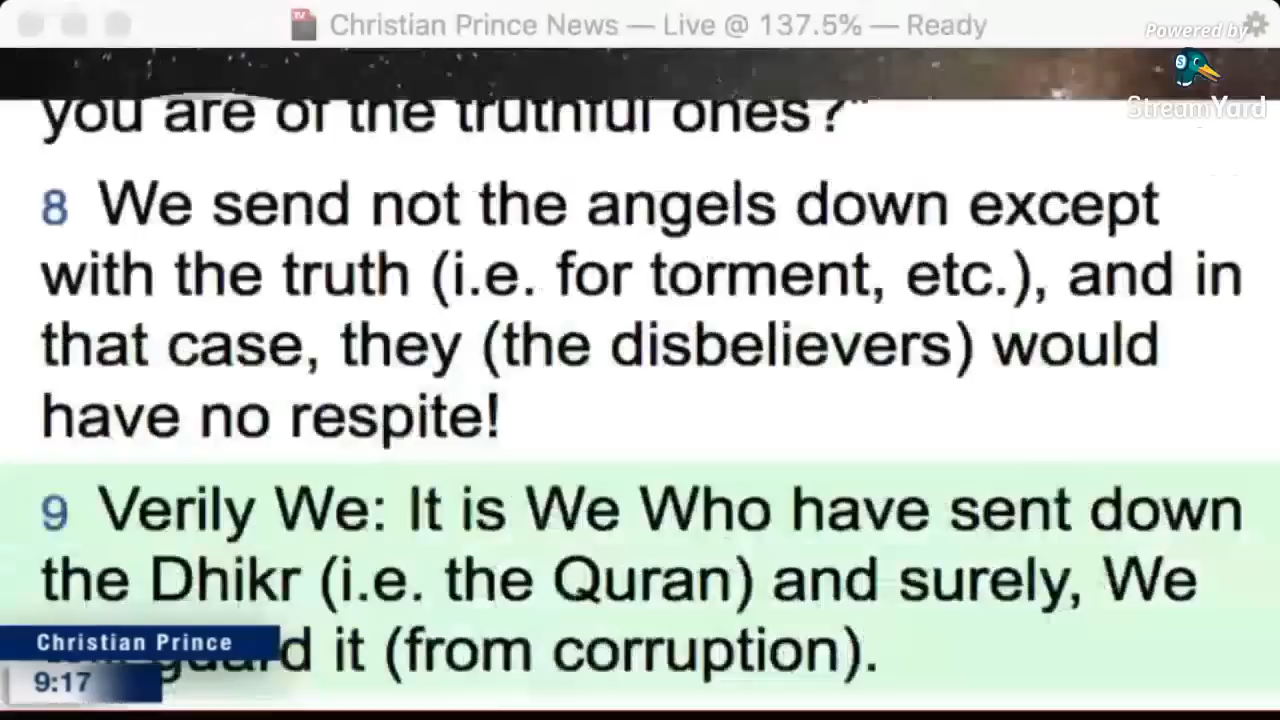 Christian Prince News — Live @ 137.5% — Ready
Powered by
StreamYard
you are of the truthful ones?"
8 We send not the angels down except
with the truth (i.e. for torment, etc.), and in
that case, they (the disbelievers) would
have no respite!
9 Verily We: It is We Who have sent down
the Dhikr (i.e. the Quran) and surely, We
guard it (from corruption).
Christian Prince
9:17